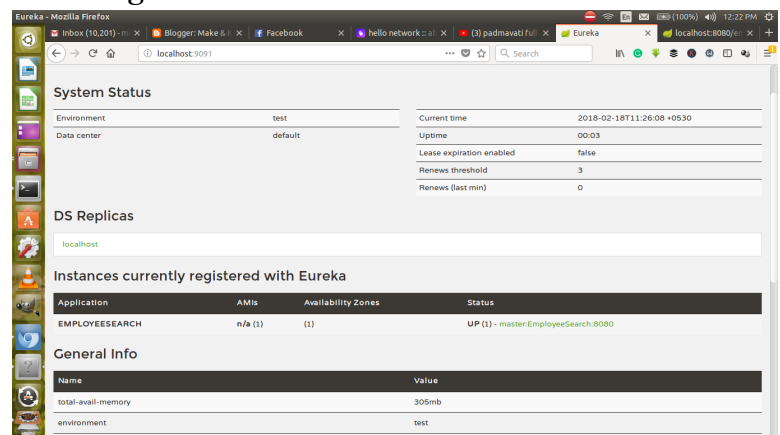 Eureka - Mozilla Firefox
En (100%) 12:22 PM
Inbox (10,201) - m × Blogger: Make & × Facebook × hello network :: al × (3) padmavati full × Eureka × localhost:8080/en × +
localhost:9091 Search
System Status
Environment test Current time 2018-02-18T11:26:08 +0530
Data center default Uptime 00:03
Lease expiration enabled false
Renews threshold 3
Renews (last min) 0
DS Replicas
localhost
Instances currently registered with Eureka
Application AMIs Availability Zones Status
EMPLOYEESEARCH n/a (1) (1) UP (1) - master:EmployeeSearch:8080
General Info
Name Value
total-avail-memory 305mb
environment test